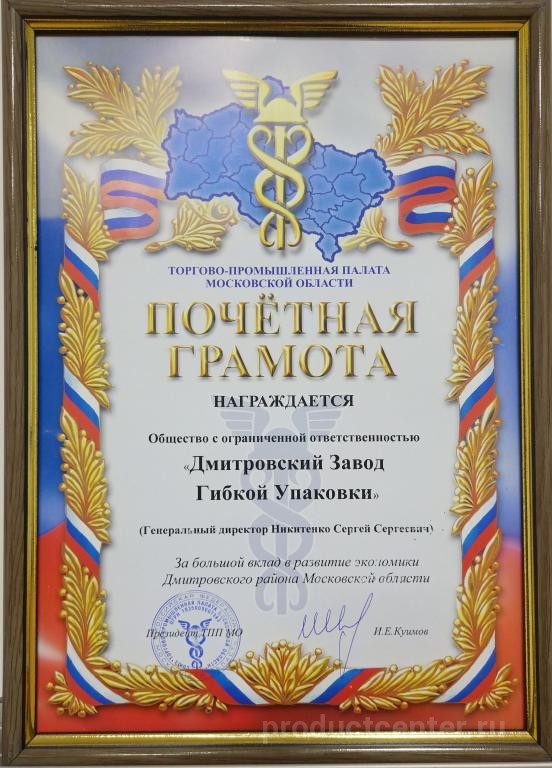 ТОРГОВО-ПРОМЫШЛЕННАЯ ПАЛАТА
МОСКОВСКОЙ ОБЛАСТИ
ПОЧЁТНАЯ
ГРАМОТА
НАГРАЖДАЕТСЯ
Общество с ограниченной ответственностью
«Дмитровский Завод
Гибкой Упаковки»
(Генеральный директор Никитенко Сергей Сергеевич)
За большой вклад в развитие экономики
Дмитровского района Московской области
Президент ТПП МО
И.Е.Куимов
productcenter.ru